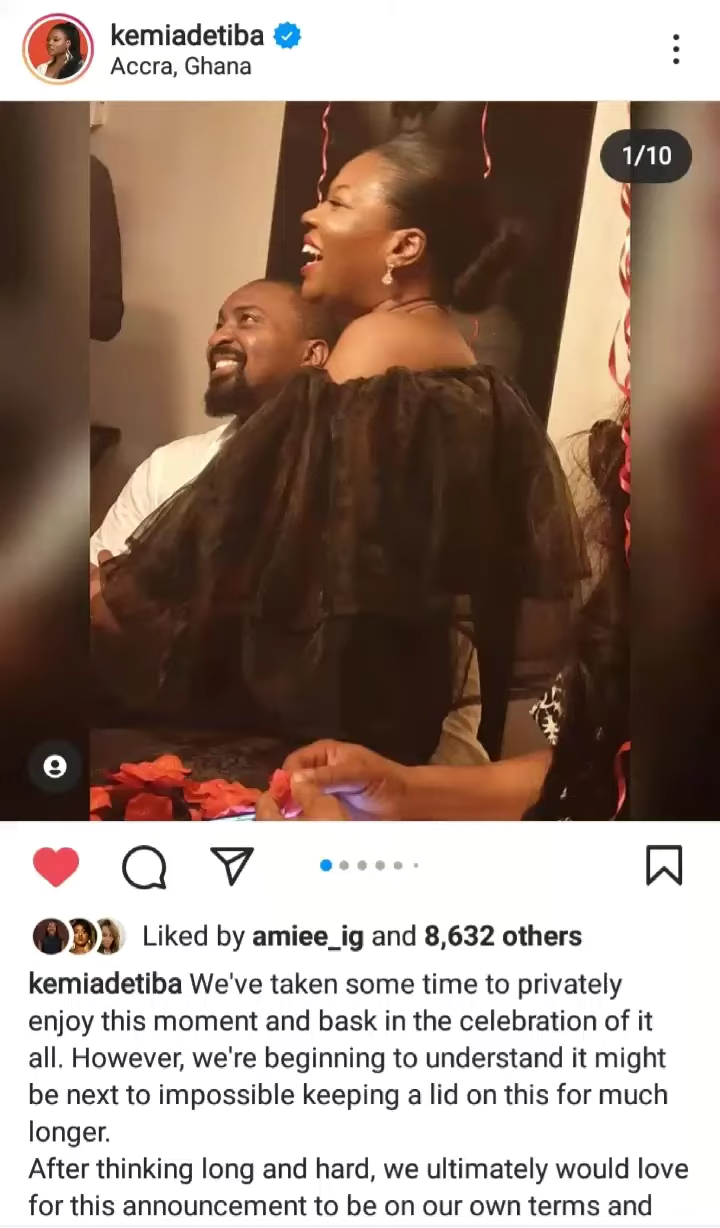 kemiadetiba
Accra, Ghana
1/10
Liked by amiee_ig and 8,632 others
kemiadetiba We've taken some time to privately
enjoy this moment and bask in the celebration of it
all. However, we're beginning to understand it might
be next to impossible keeping a lid on this for much
longer.
After thinking long and hard, we ultimately would love
for this announcement to be on our own terms and